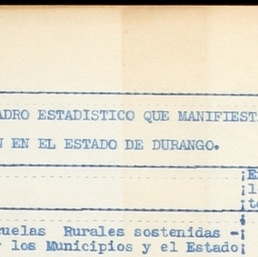 ADRO ESTADISTICO QUE MANIFIEST
N EN EL ESTADO DE DURANGO.
uelas Rurales sostenidas -
r los Municipios y el Estado